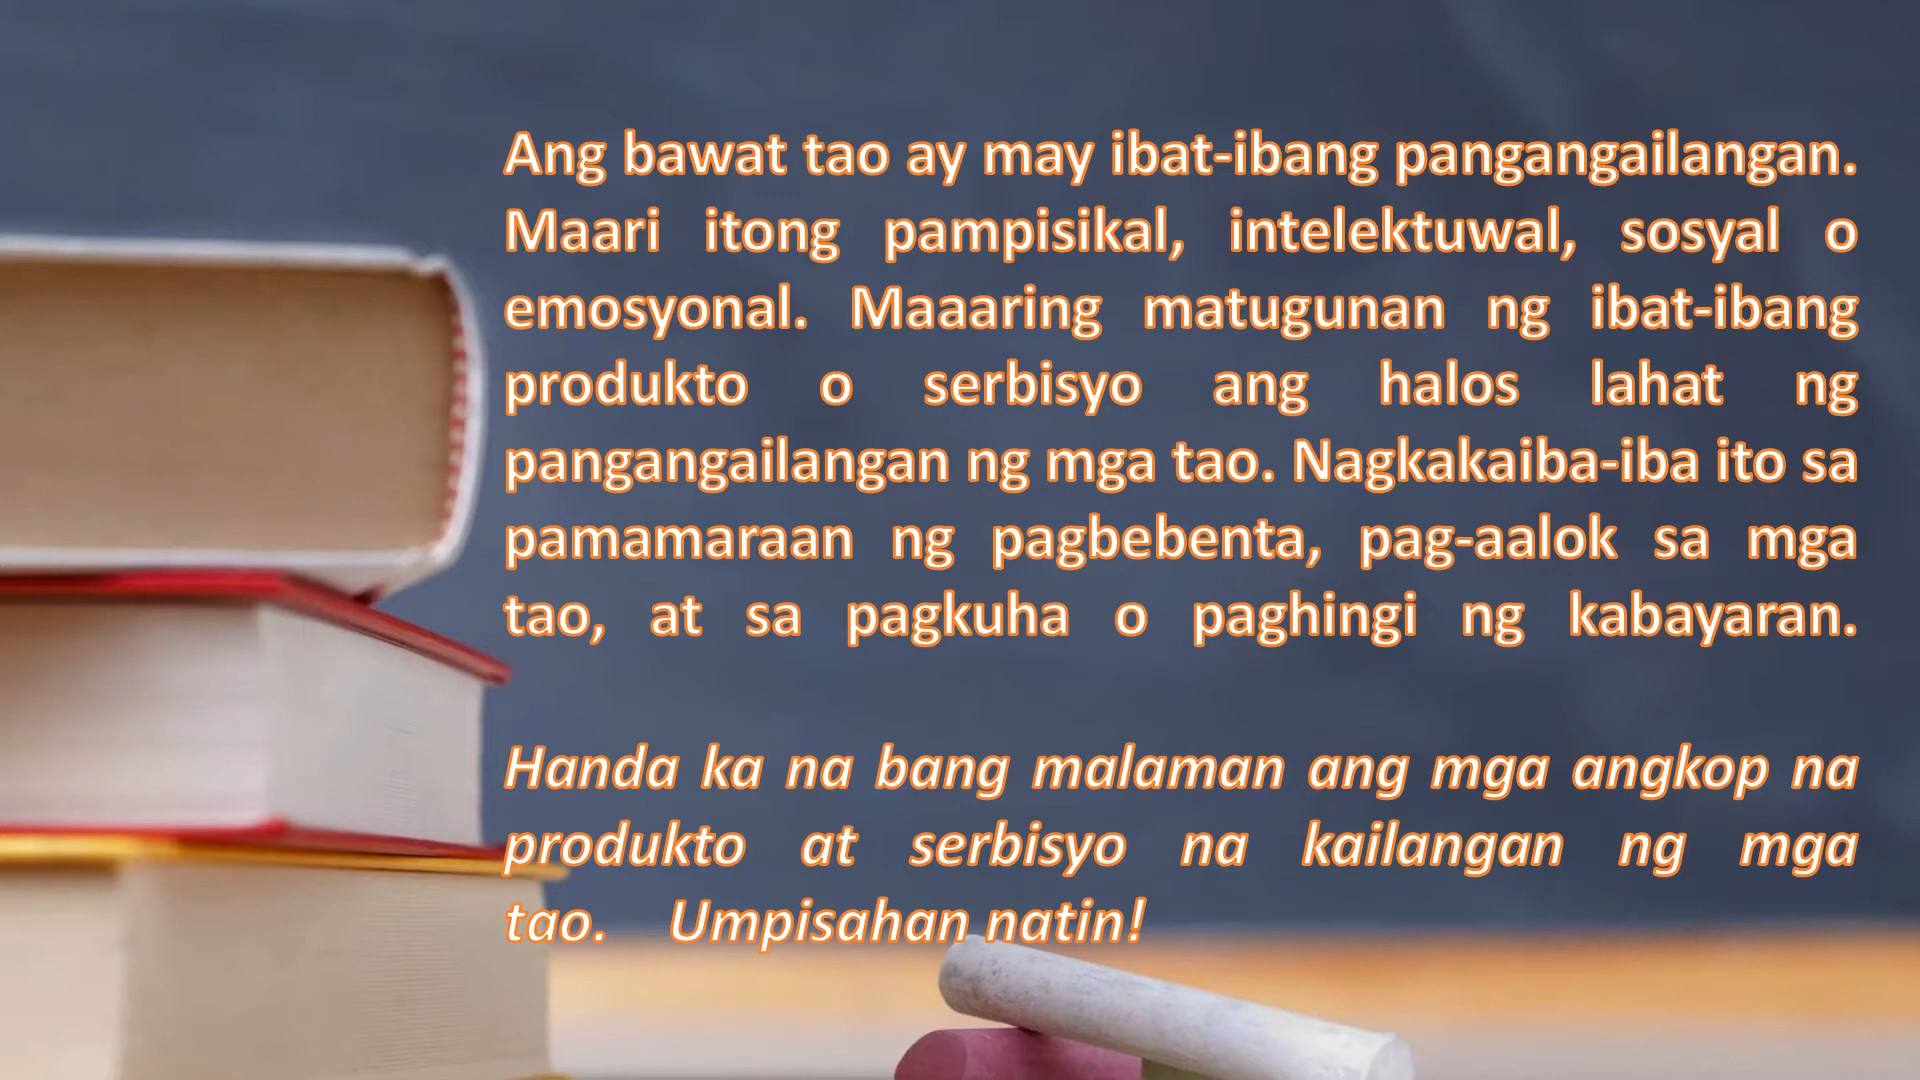 Ang bawat tao ay may ibat-ibang pangangailangan.
Maari itong pampisikal, intelektuwal, sosyal o
emosyonal. Maaaring matugunan ng ibat-ibang
produkto o serbisyo ang halos lahat ng
pangangailangan ng mga tao. Nagkakaiba-iba ito sa
pamamaraan ng pagbebenta, pag-aalok sa mga
tao, at sa pagkuha o paghingi ng kabayaran.
Handa ka na bang malaman ang mga angkop na
produkto at serbisyo na kailangan ng mga
tao. Umpisahan natin!